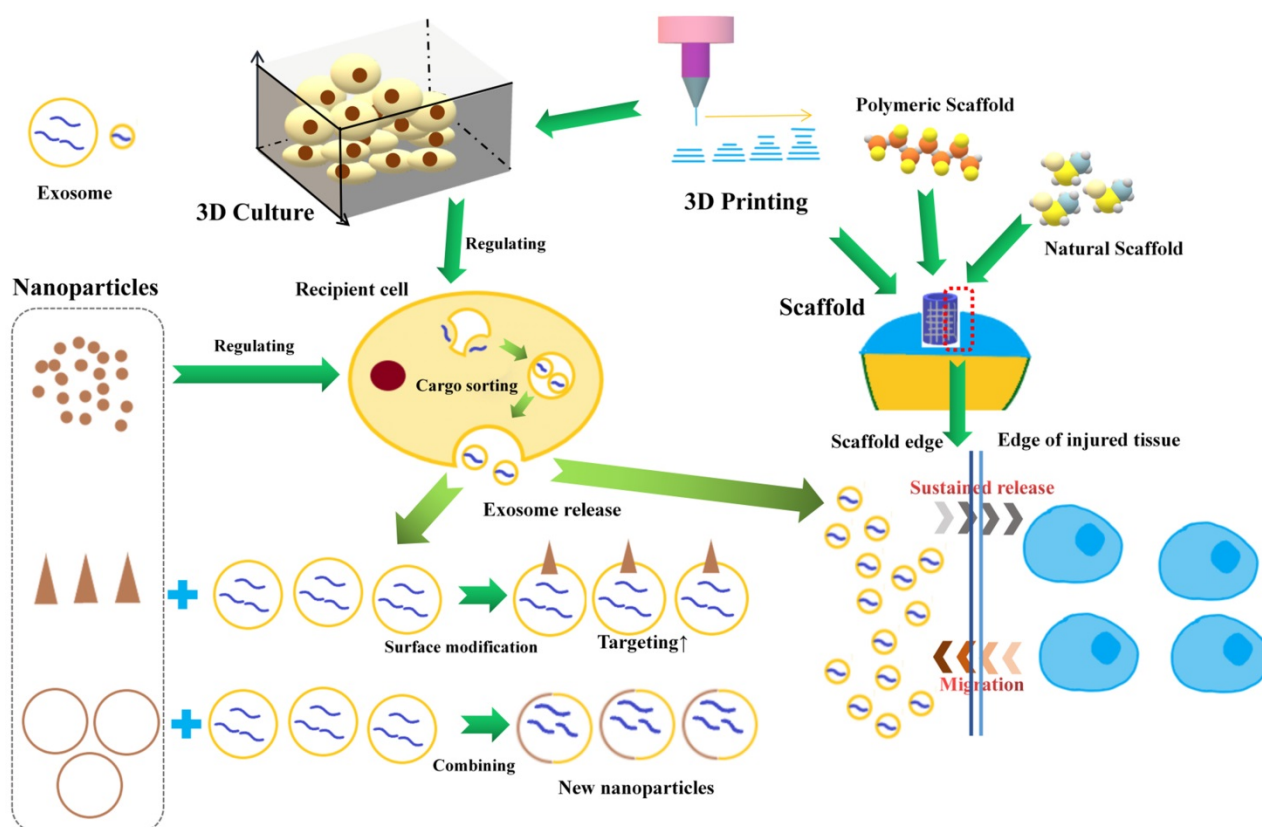 Polymeric Scaffold
Exosome
3D Culture
3D Printing
Natural Scaffold
Regulating
Nanoparticles
Recipient cell
Scaffold
Regulating
Cargo sorting
Scaffold edge
Edge of injured tissue
Sustained release
Exosome release
Surface modification
Targeting↑
Migration
Combining
New nanoparticles